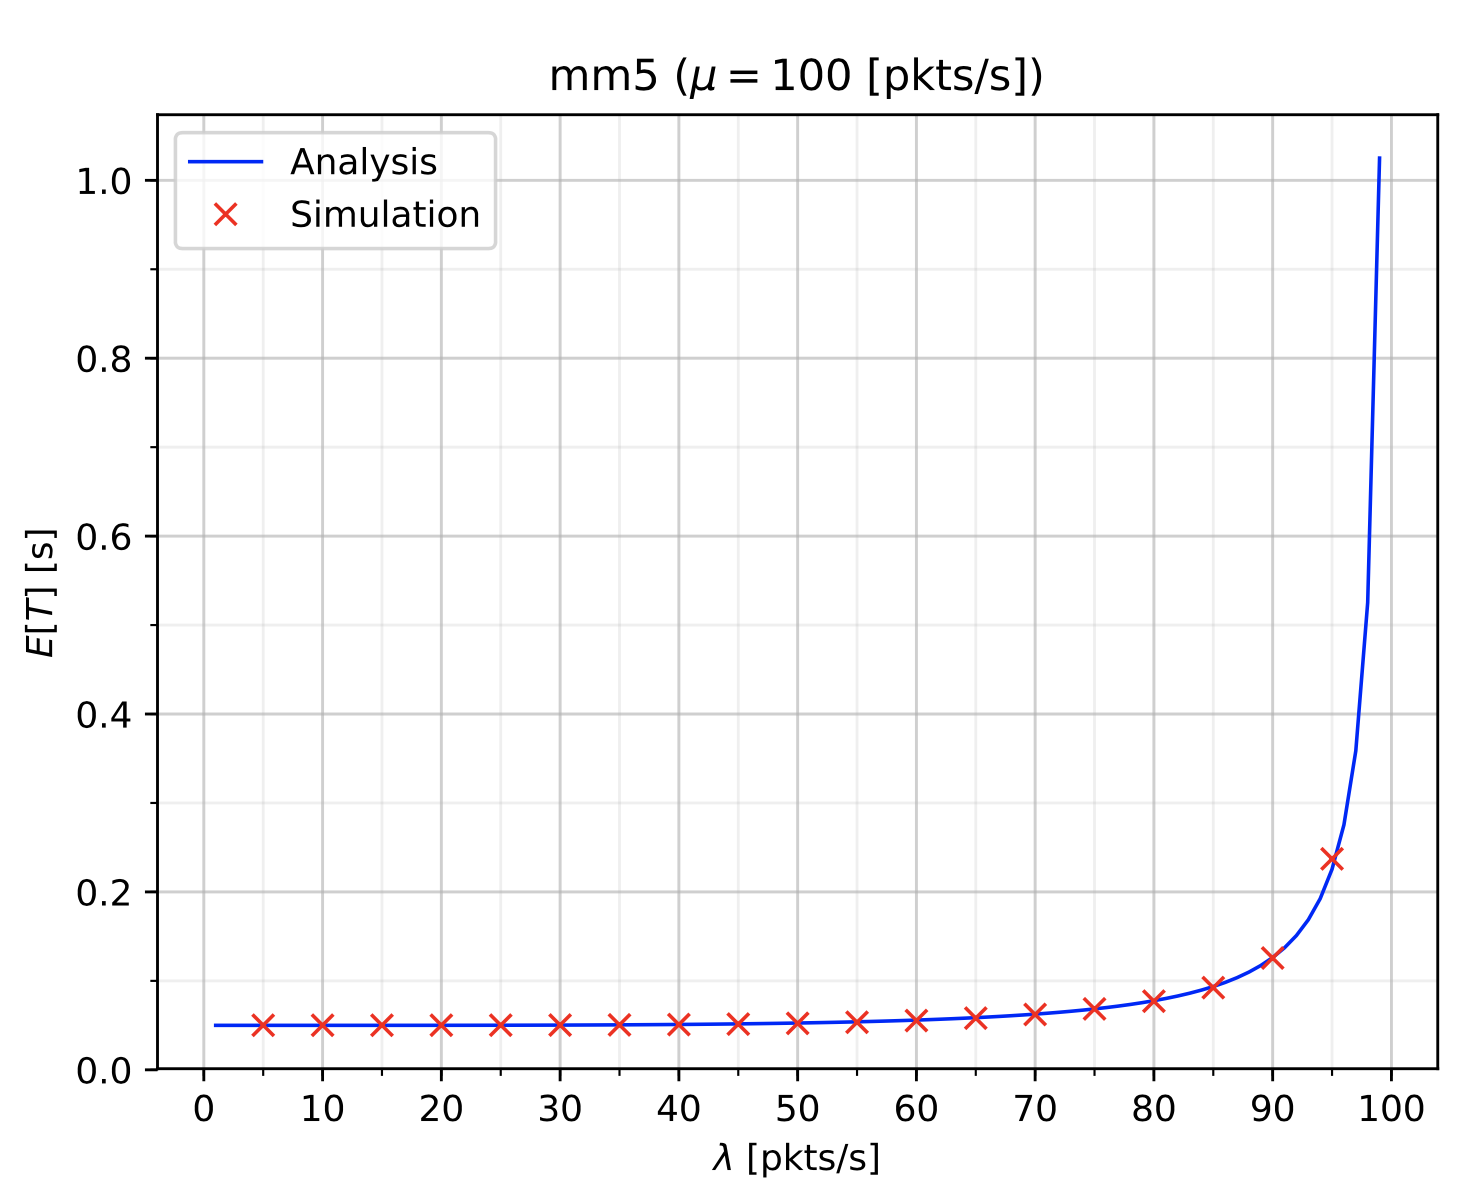 mm5 (μ = 100 [pkts/s])
Analysis
Simulation
1.0
0.8
0.6
0.4
0.2
0.0
E[T] [s]
0 10 20 30 40 50 60 70 80 90 100
λ [pkts/s]